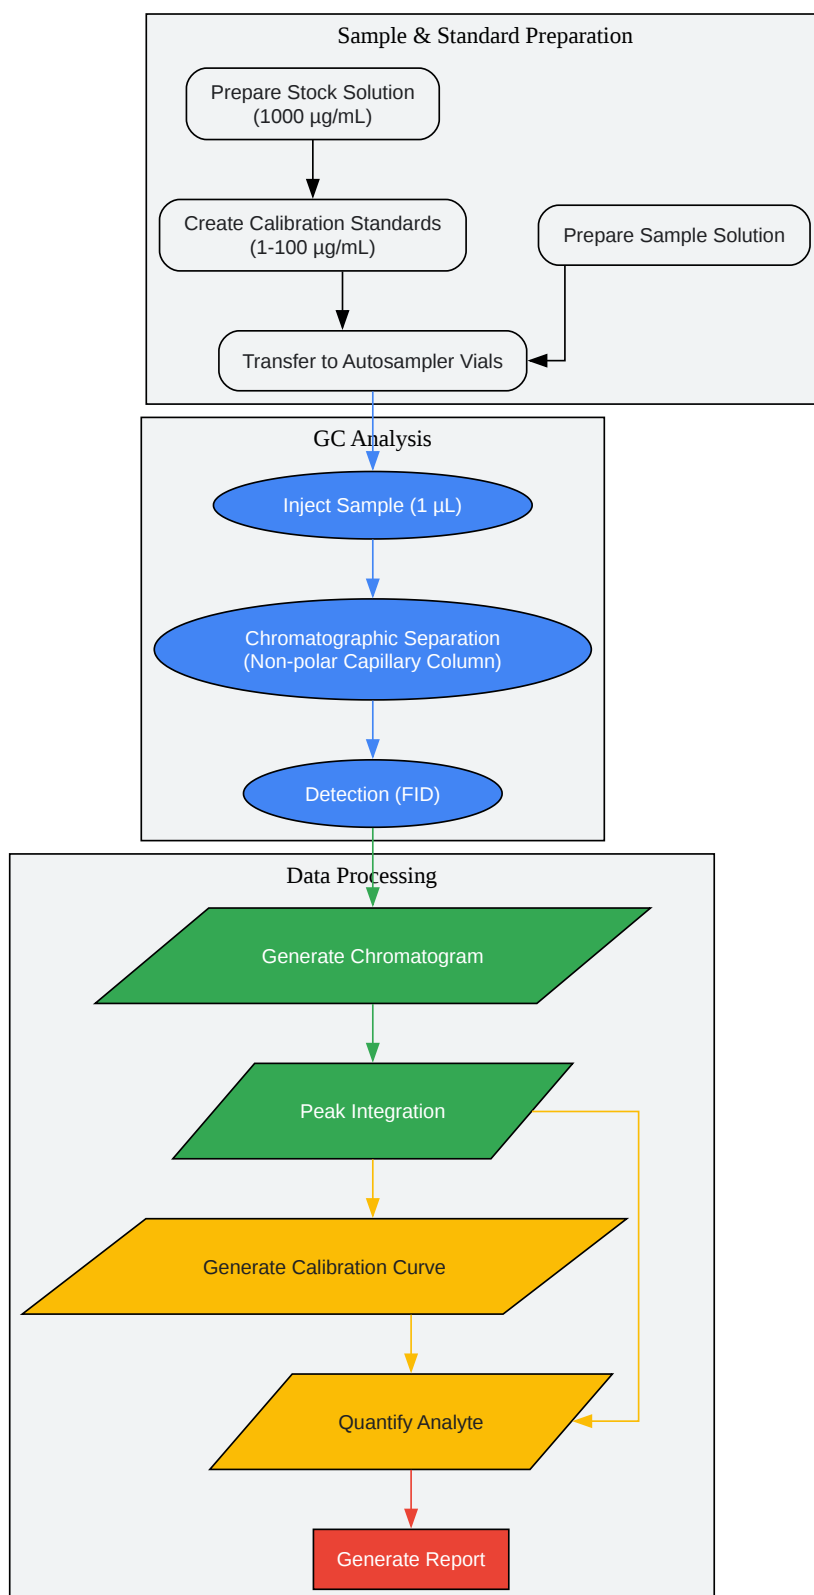 Sample & Standard Preparation
Prepare Stock Solution
(1000 µg/mL)
Create Calibration Standards
(1-100 µg/mL)
Prepare Sample Solution
Transfer to Autosampler Vials
GC Analysis
Inject Sample (1 µL)
Chromatographic Separation
(Non-polar Capillary Column)
Detection (FID)
Data Processing
Generate Chromatogram
Peak Integration
Generate Calibration Curve
Quantify Analyte
Generate Report